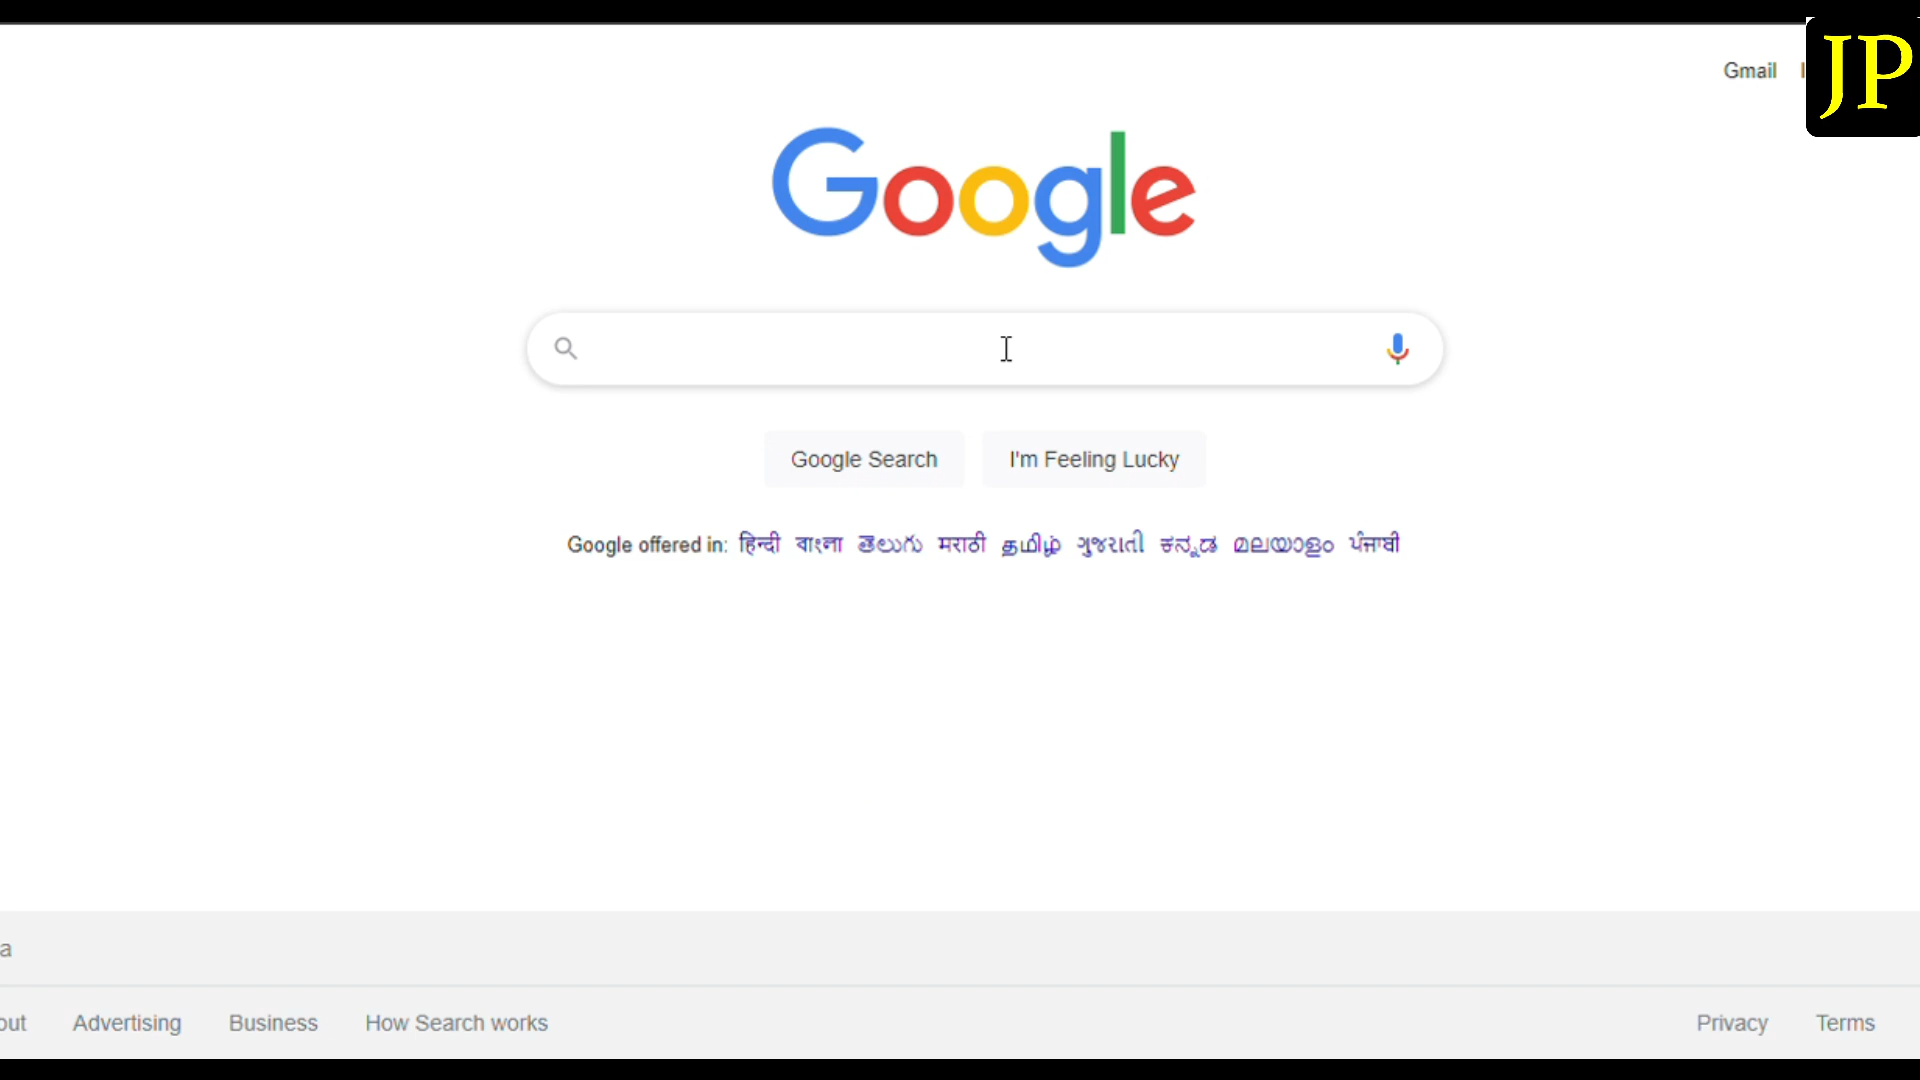 Gmail
JP
Google
Google Search I'm Feeling Lucky
Google offered in: हिन्दी বাংলা తెలుగు मराठी தமிழ் ગુજરાતી ಕನ್ನಡ മലയാളം ਪੰਜਾਬੀ
a
out Advertising Business How Search works Privacy Terms